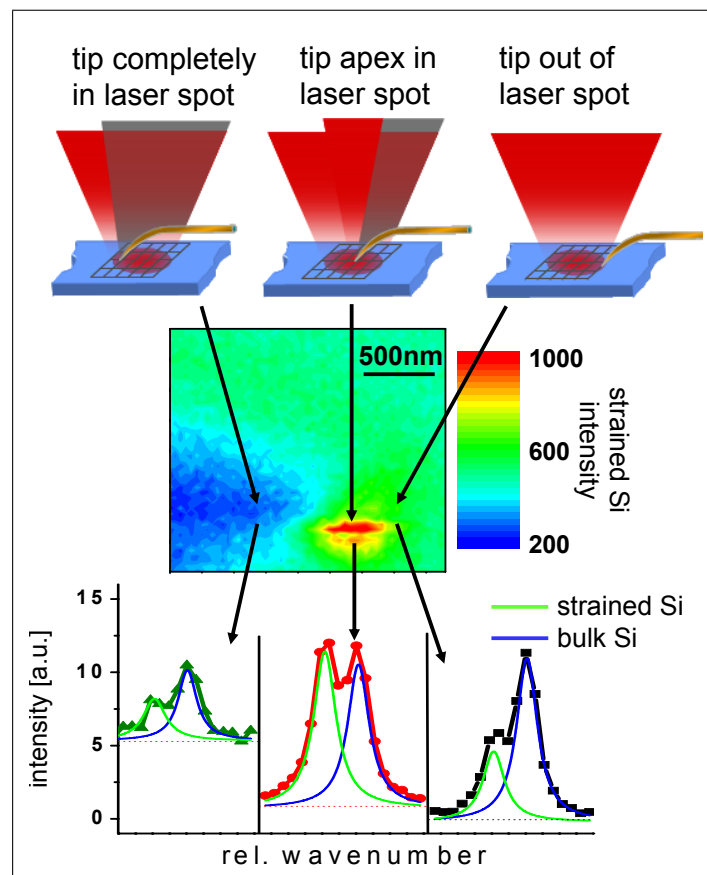 tip completely
in laser spot
tip apex in
laser spot
tip out of
laser spot
500nm
1000
600
200
strained Si
intensity
15
10
5
0
intensity [a.u.]
strained Si
bulk Si
rel. wavenumber